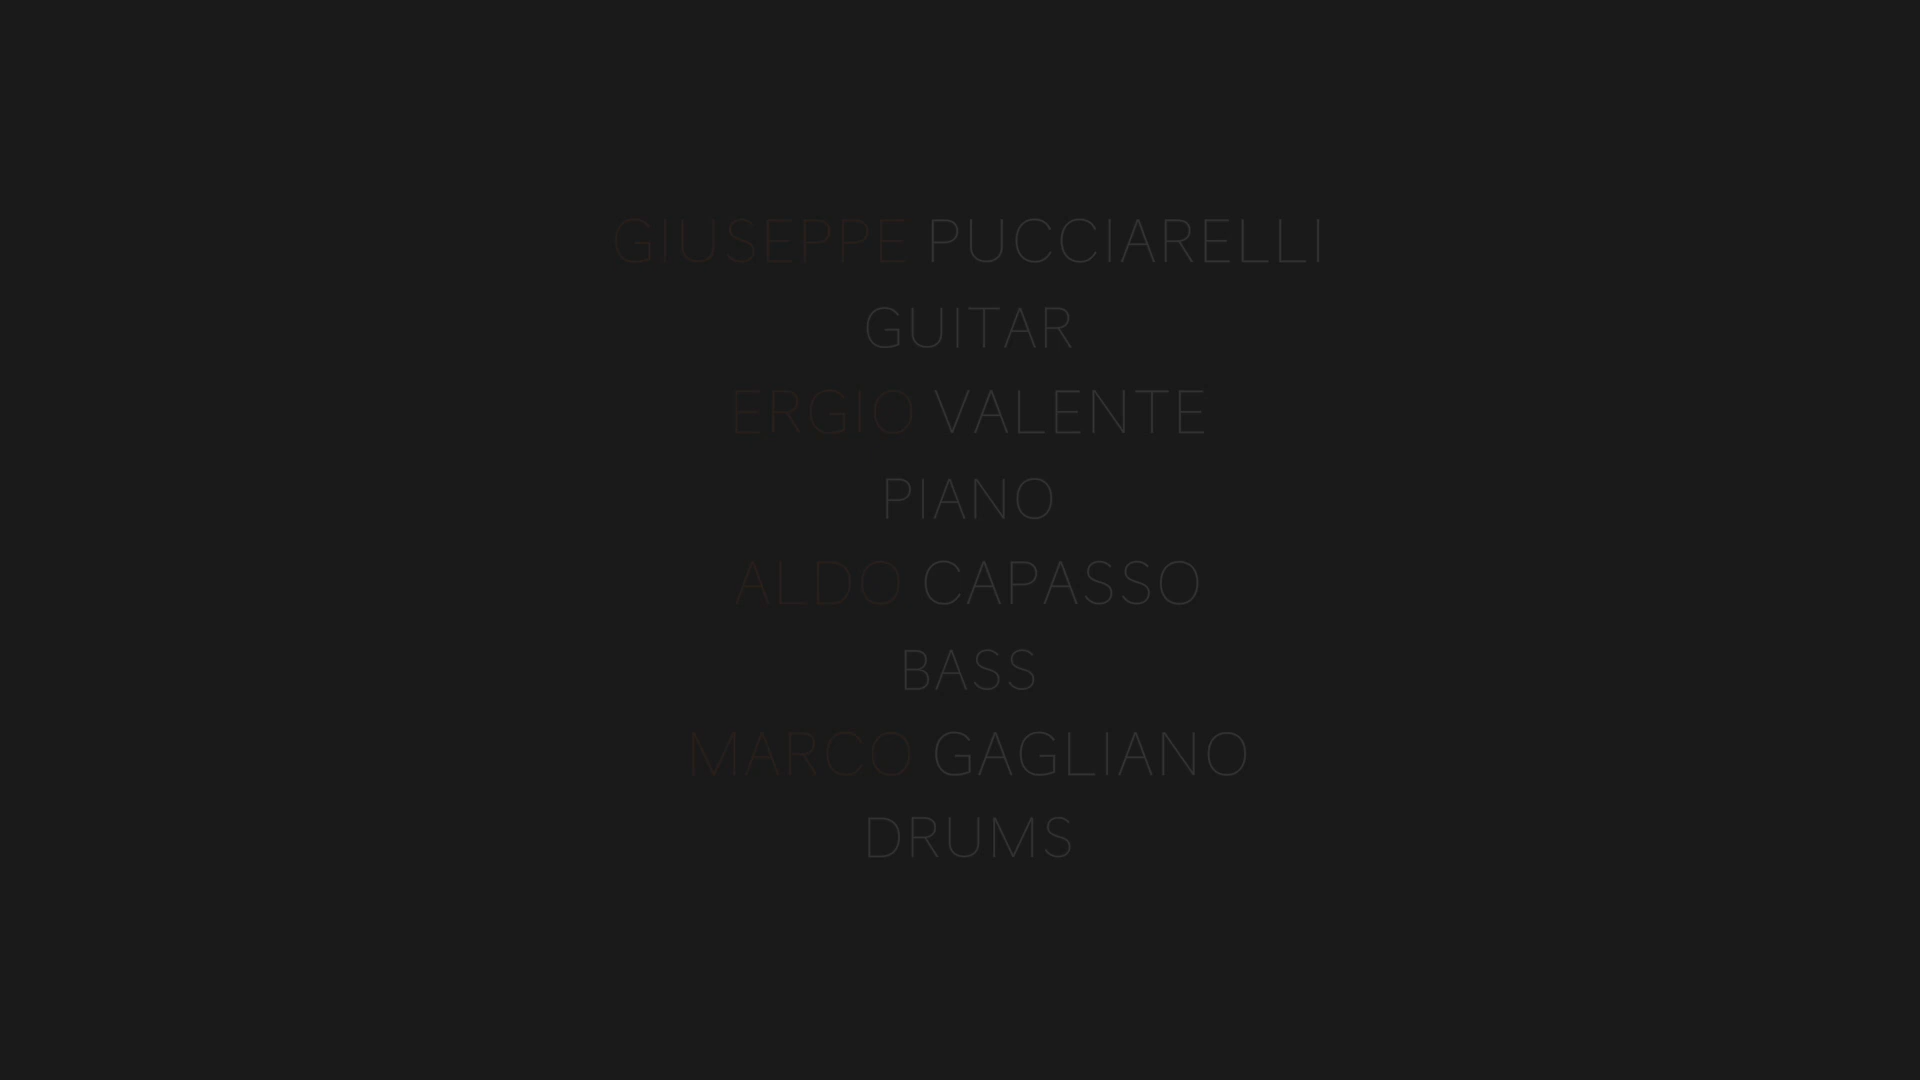 GIUSEPPE PUCCIARELLI
GUITAR
ERGIO VALENTE
PIANO
ALDO CAPASSO
BASS
MARCO GAGLIANO
DRUMS